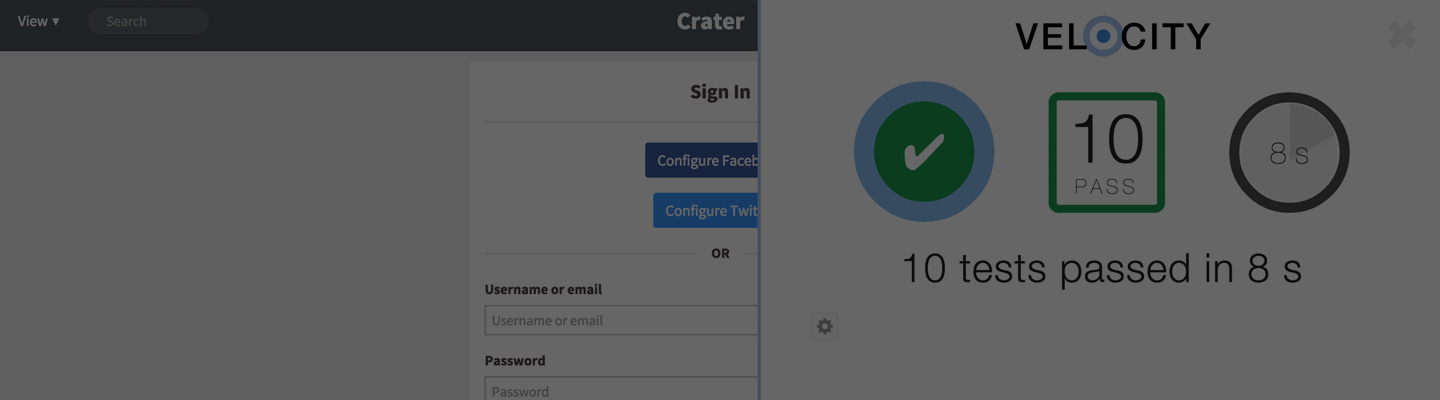 View ▾
Search
Crater
Sign In
Configure Faceb
Configure Twit
OR
Username or email
Username or email
Password
Password
VELOCITY
10
PASS
8 s
10 tests passed in 8 s